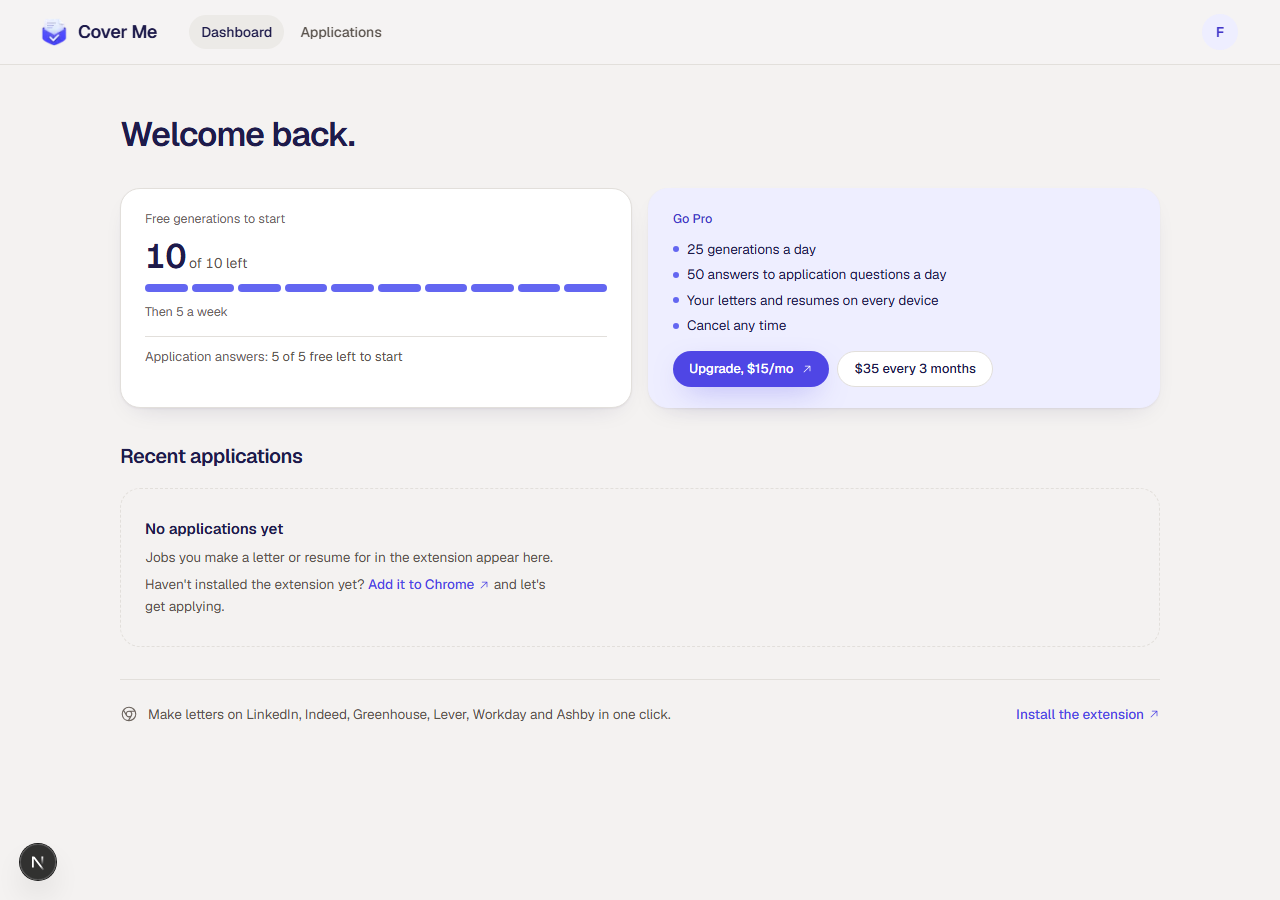 Cover Me
Dashboard
Applications
F
Welcome back.
Free generations to start
10 of 10 left
Then 5 a week
Application answers: 5 of 5 free left to start
Go Pro
25 generations a day
50 answers to application questions a day
Your letters and resumes on every device
Cancel any time
Upgrade, $15/mo
$35 every 3 months
Recent applications
No applications yet
Jobs you make a letter or resume for in the extension appear here.
Haven't installed the extension yet? Add it to Chrome ↗ and let's
get applying.
Make letters on LinkedIn, Indeed, Greenhouse, Lever, Workday and Ashby in one click.
Install the extension ↗
N